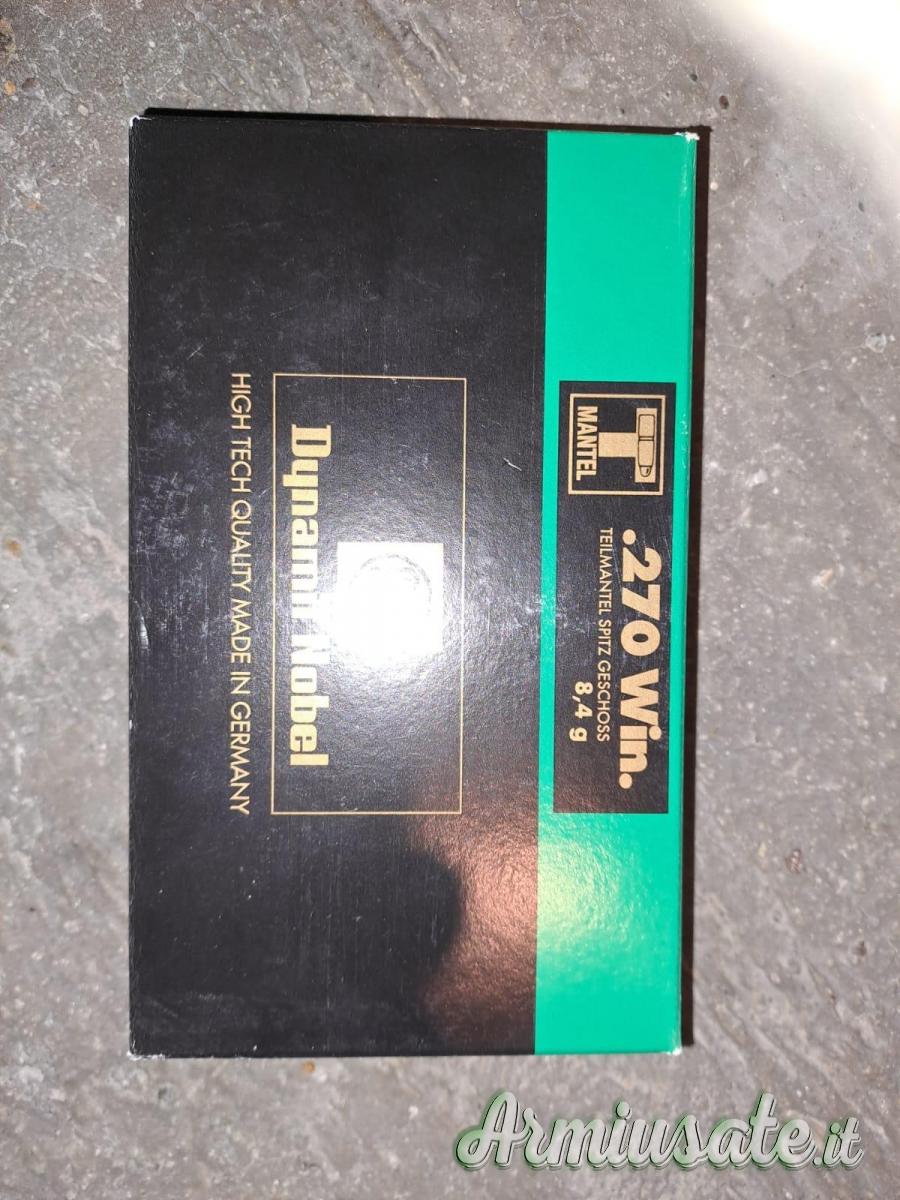 .270 Win.
TEILMANTEL SPITZ GESCHOSS
8,4 g
T
MANTEL
Dynamit Nobel
HIGH TECH QUALITY MADE IN GERMANY
Armiusate.it